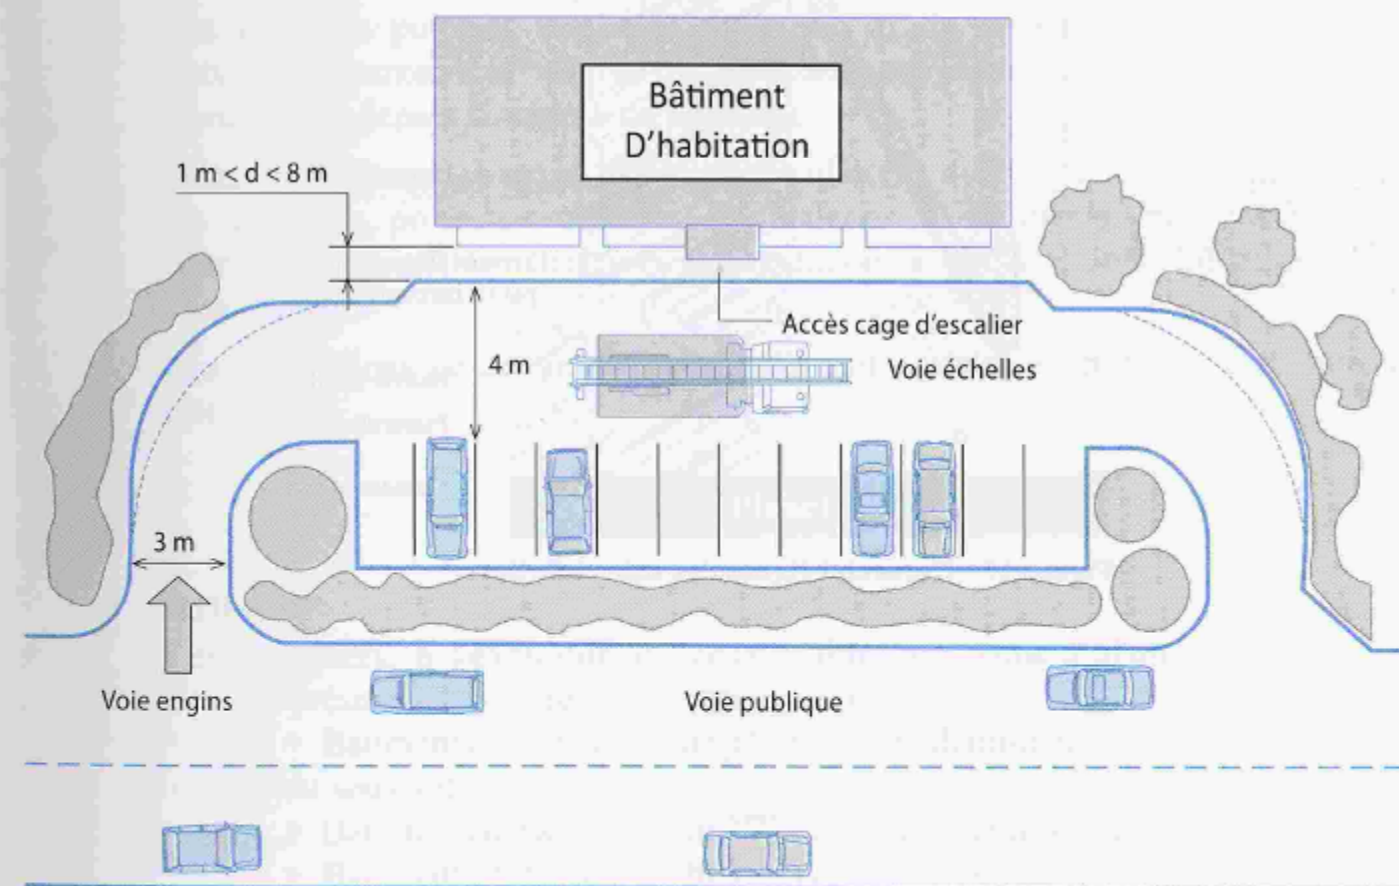 Bâtiment
D'habitation
1 m < d < 8 m
Accès cage d'escalier
4 m
Voie échelles
3 m
Voie engins
Voie publique